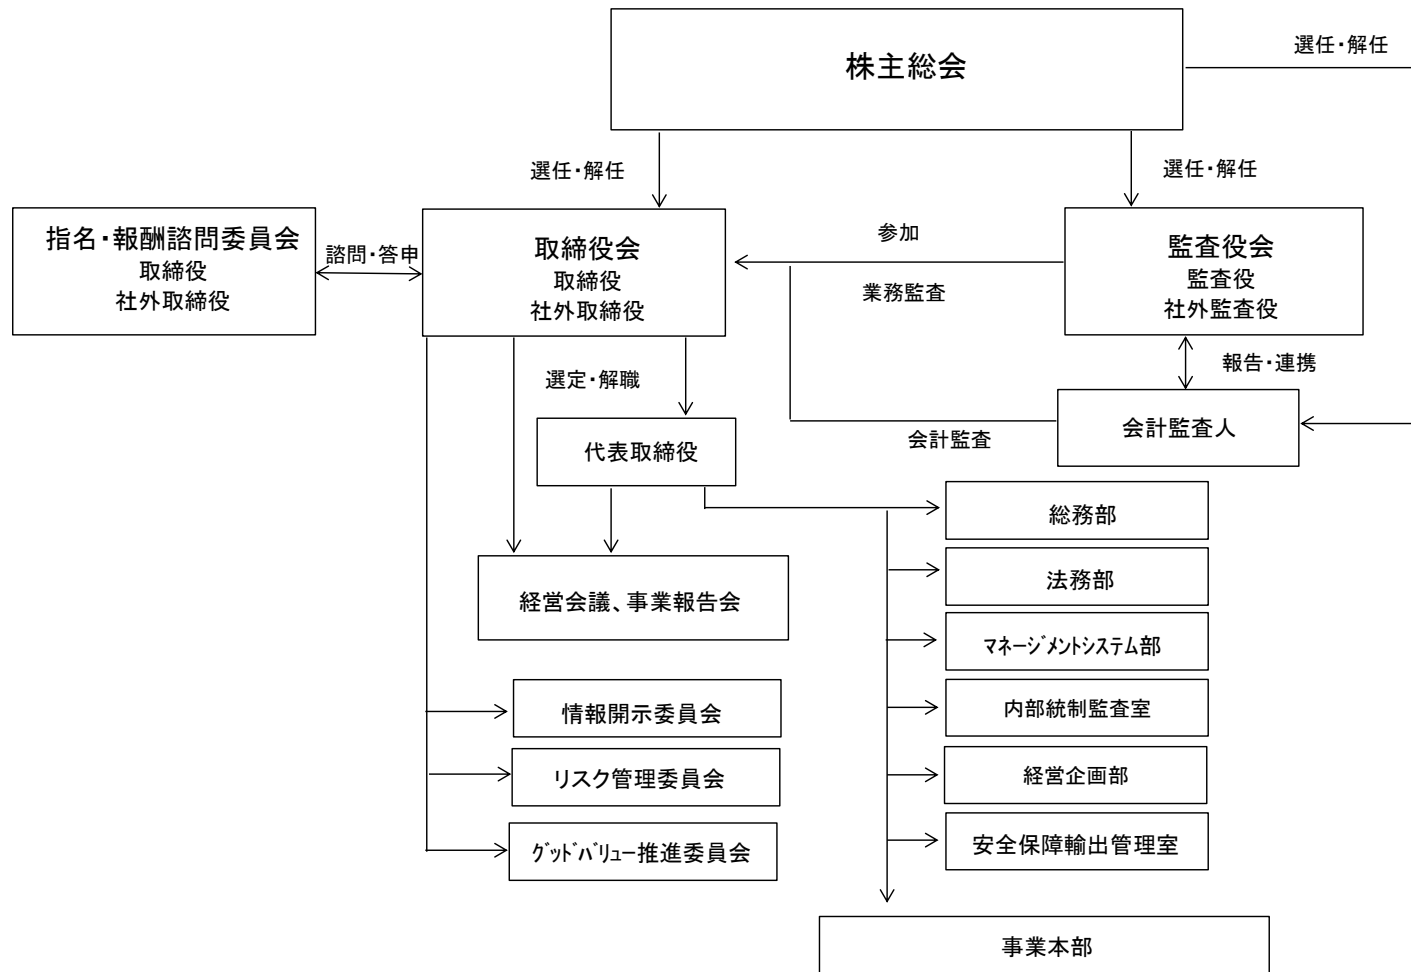 株主総会
選任・解任
選任・解任
選任・解任
指名・報酬諮問委員会
取締役
社外取締役
諮問・答申
取締役会
取締役
社外取締役
参加
業務監査
監査役会
監査役
社外監査役
報告・連携
選定・解職
代表取締役
会計監査
会計監査人
総務部
経営会議、事業報告会
法務部
ﾏﾈｰｼﾞﾒﾝﾄｼｽﾃﾑ部
情報開示委員会
内部統制監査室
リスク管理委員会
経営企画部
ｸﾞｯﾄﾞﾊﾞﾘｭｰ推進委員会
安全保障輸出管理室
事業本部